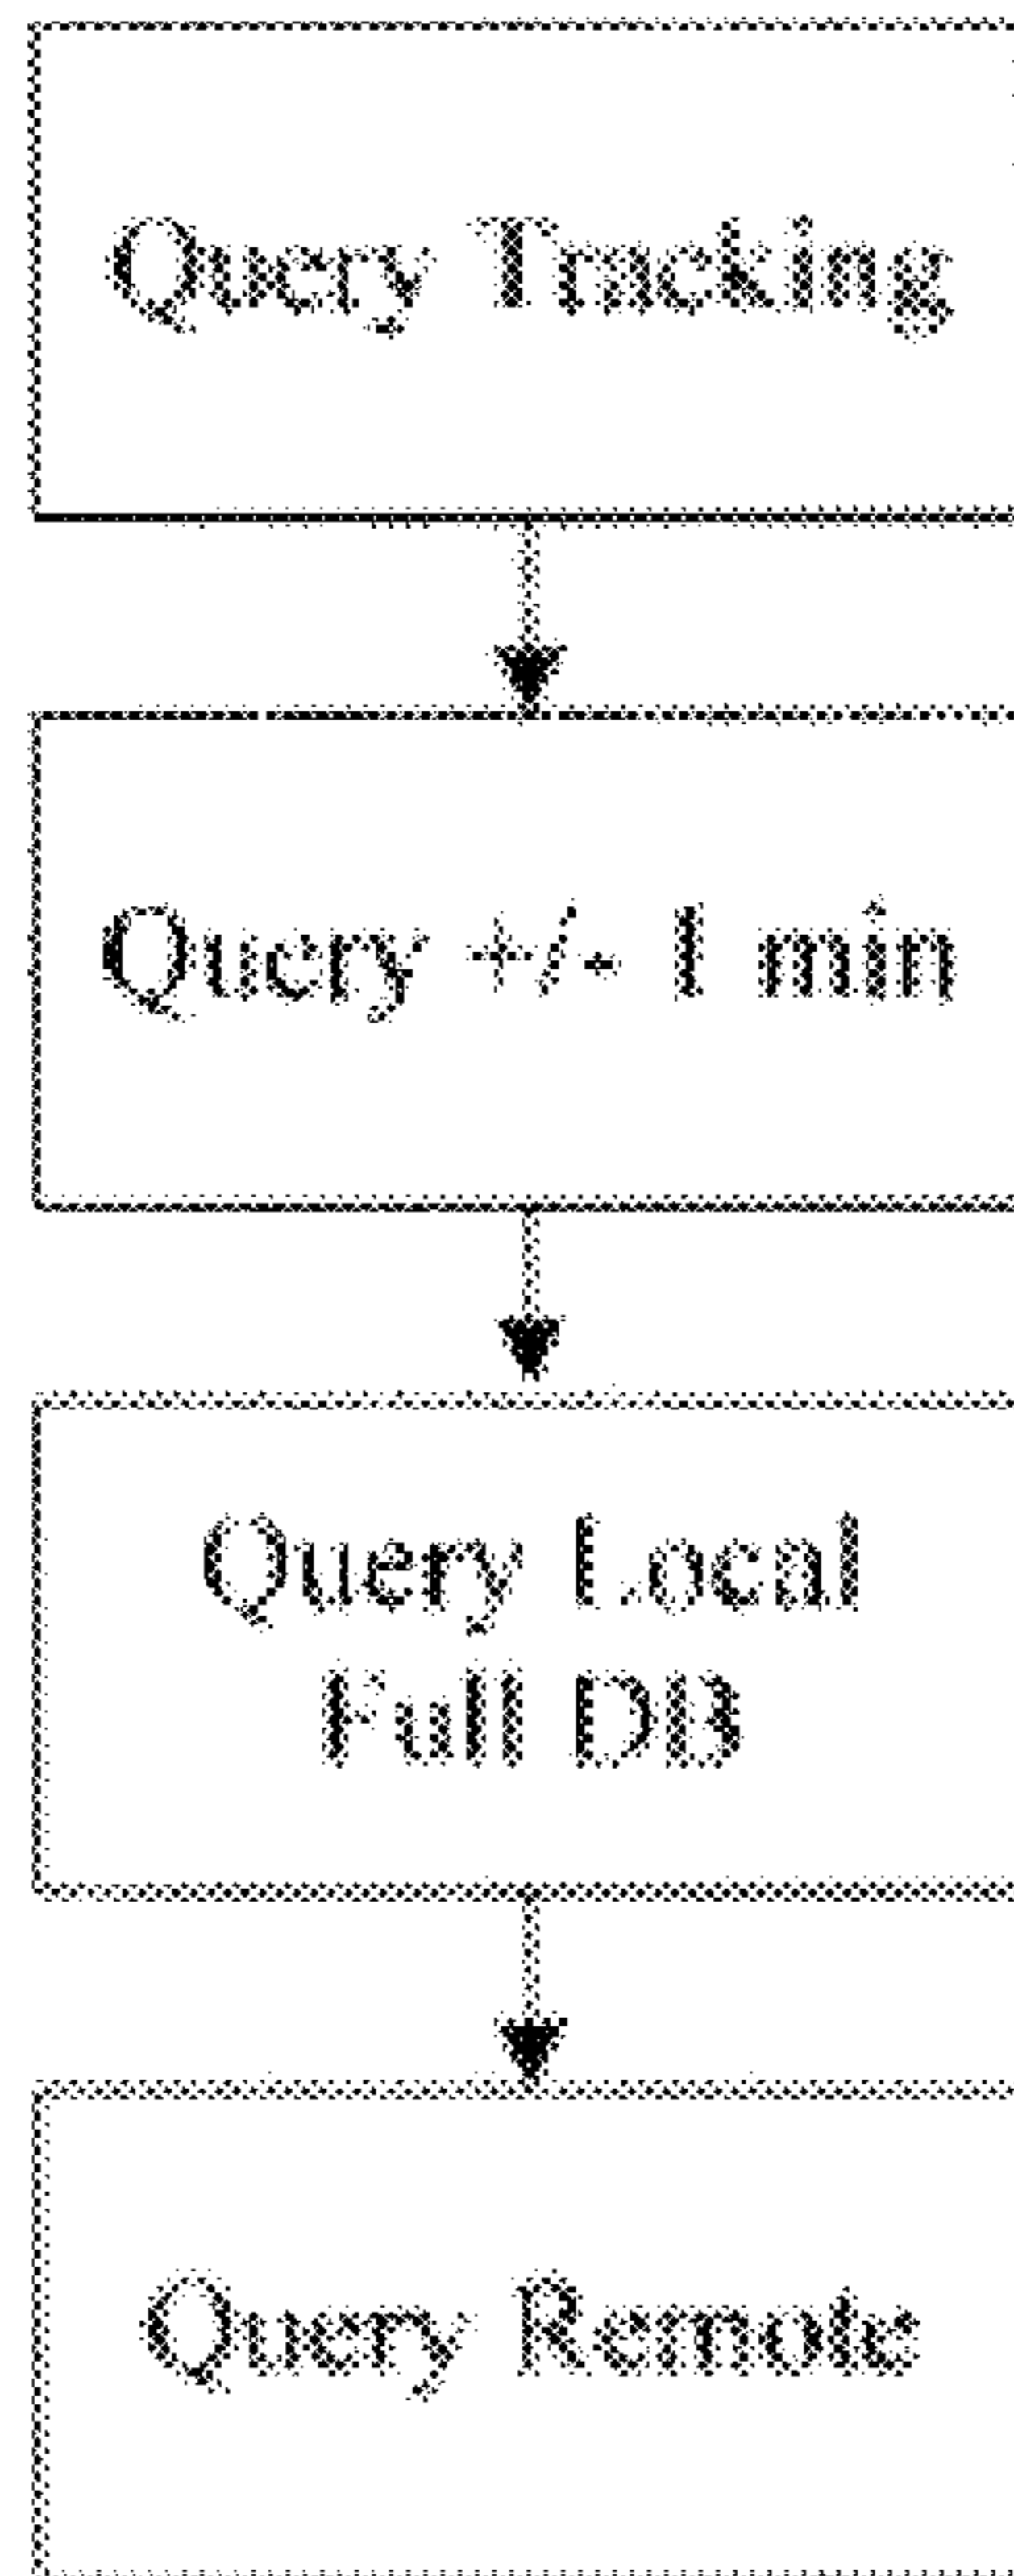 Query Tracking
Query +/- 1 min
Query Local
Full DB
Query Remote